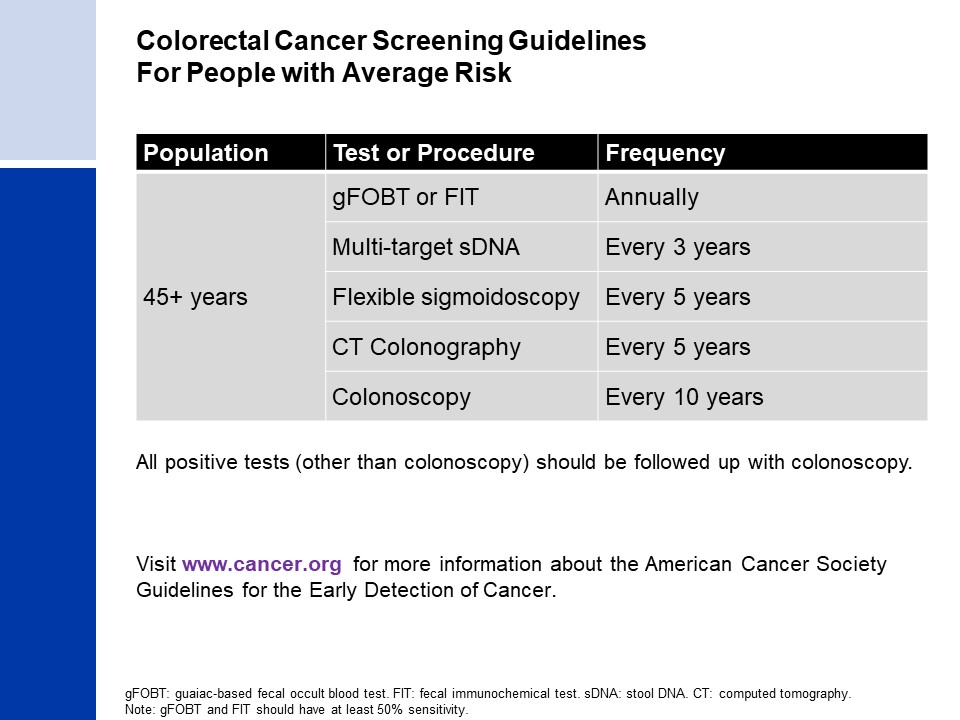 Colorectal Cancer Screening Guidelines
For People with Average Risk
Population Test or Procedure Frequency
gFOBT or FIT Annually
Multi-target sDNA Every 3 years
45+ years Flexible sigmoidoscopy Every 5 years
CT Colonography Every 5 years
Colonoscopy Every 10 years
All positive tests (other than colonoscopy) should be followed up with colonoscopy.
Visit www.cancer.org for more information about the American Cancer Society
Guidelines for the Early Detection of Cancer.
gFOBT: guaiac-based fecal occult blood test. FIT: fecal immunochemical test. sDNA: stool DNA. CT: computed tomography.
Note: gFOBT and FIT should have at least 50% sensitivity.